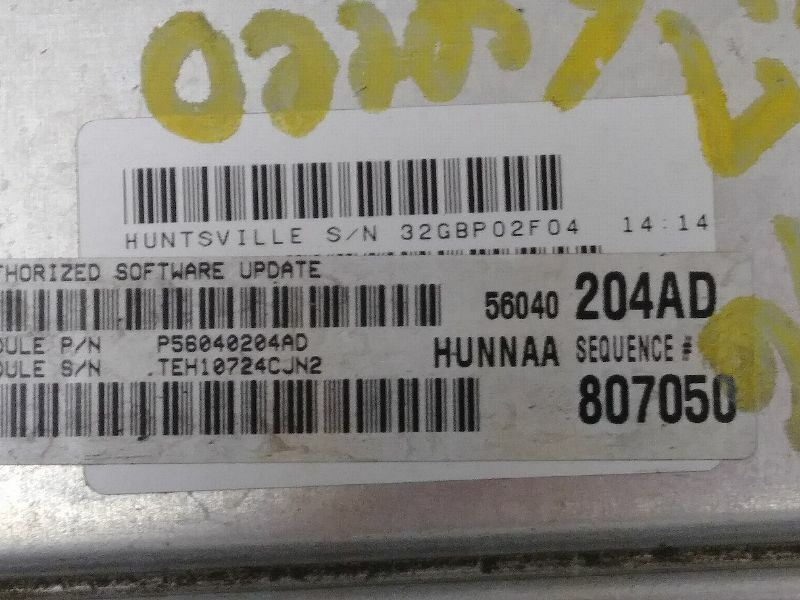 HUNTSVILLE S/N 32GBP02F04 14:14
THORIZED SOFTWARE UPDATE
56040 204AD
DULE P/N P56040204AD
HUNNAA SEQUENCE #
DULE S/N TEH10724CJN2
807050